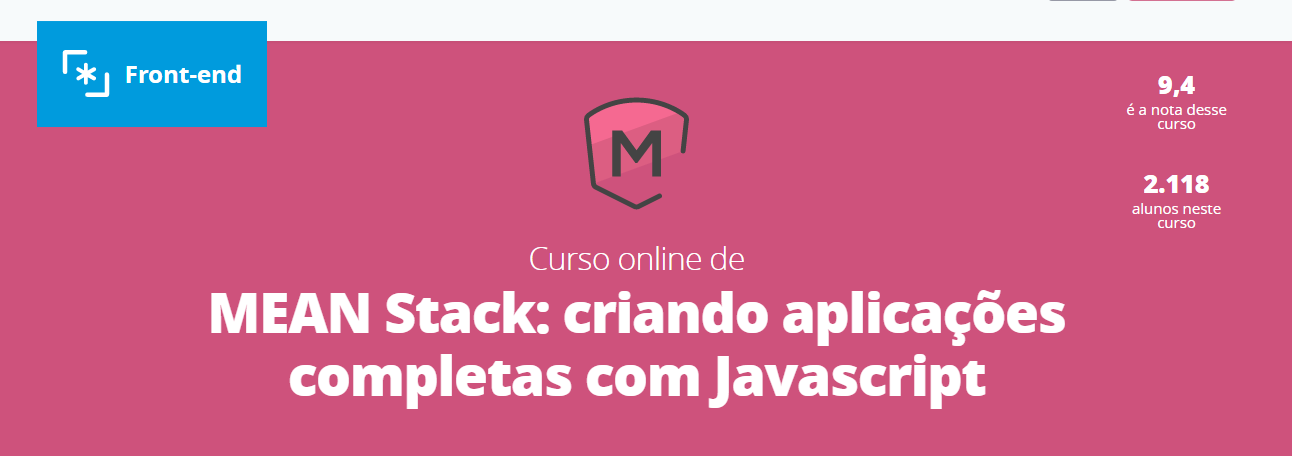 Front-end
9,4
é a nota desse
curso
2.118
alunos neste
curso
M
Curso online de
MEAN Stack: criando aplicações
completas com Javascript